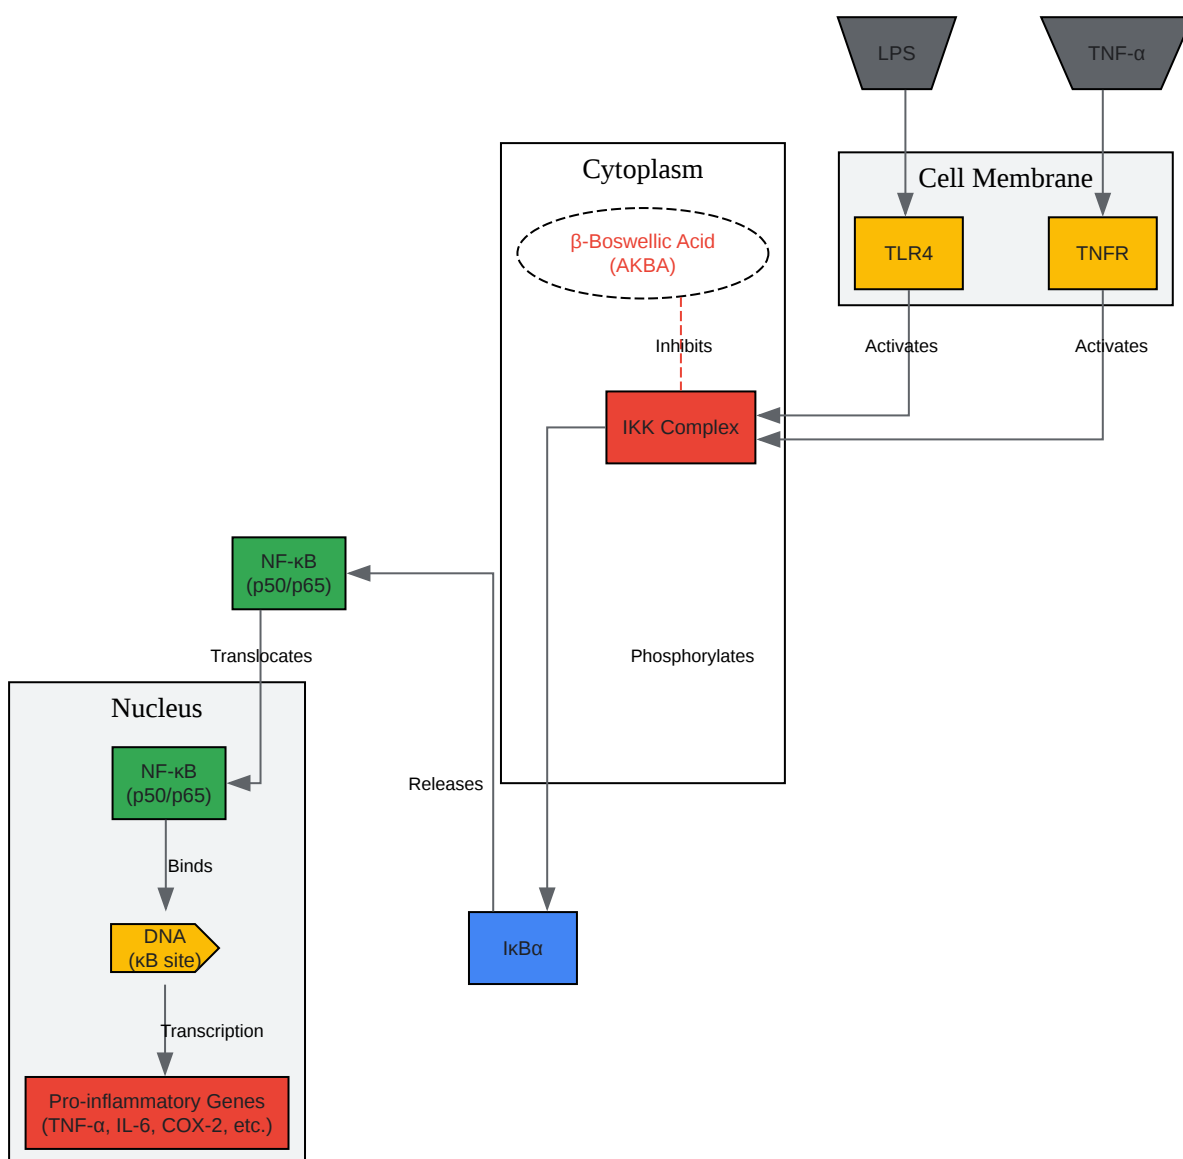 LPS
TNF-α
Cytoplasm
Cell Membrane
β-Boswellic Acid
(AKBA)
TLR4
TNFR
Inhibits
Activates
Activates
IKK Complex
NF-κB
(p50/p65)
Translocates
Phosphorylates
Nucleus
NF-κB
(p50/p65)
Releases
Binds
DNA
(κB site)
IκBα
Transcription
Pro-inflammatory Genes
(TNF-α, IL-6, COX-2, etc.)